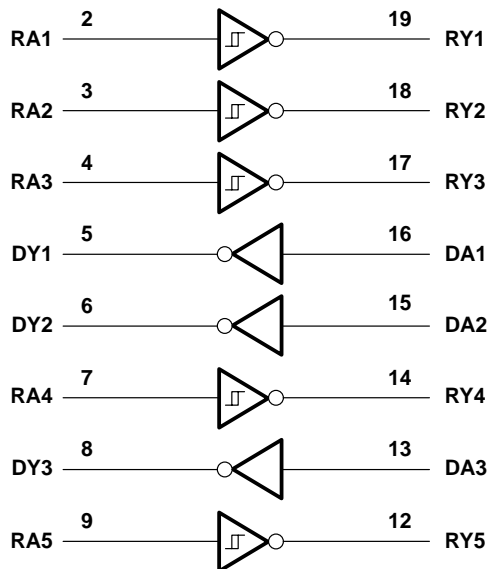 RA1 2 19 RY1
RA2 3 18 RY2
RA3 4 17 RY3
DY1 5 16 DA1
DY2 6 15 DA2
RA4 7 14 RY4
DY3 8 13 DA3
RA5 9 12 RY5